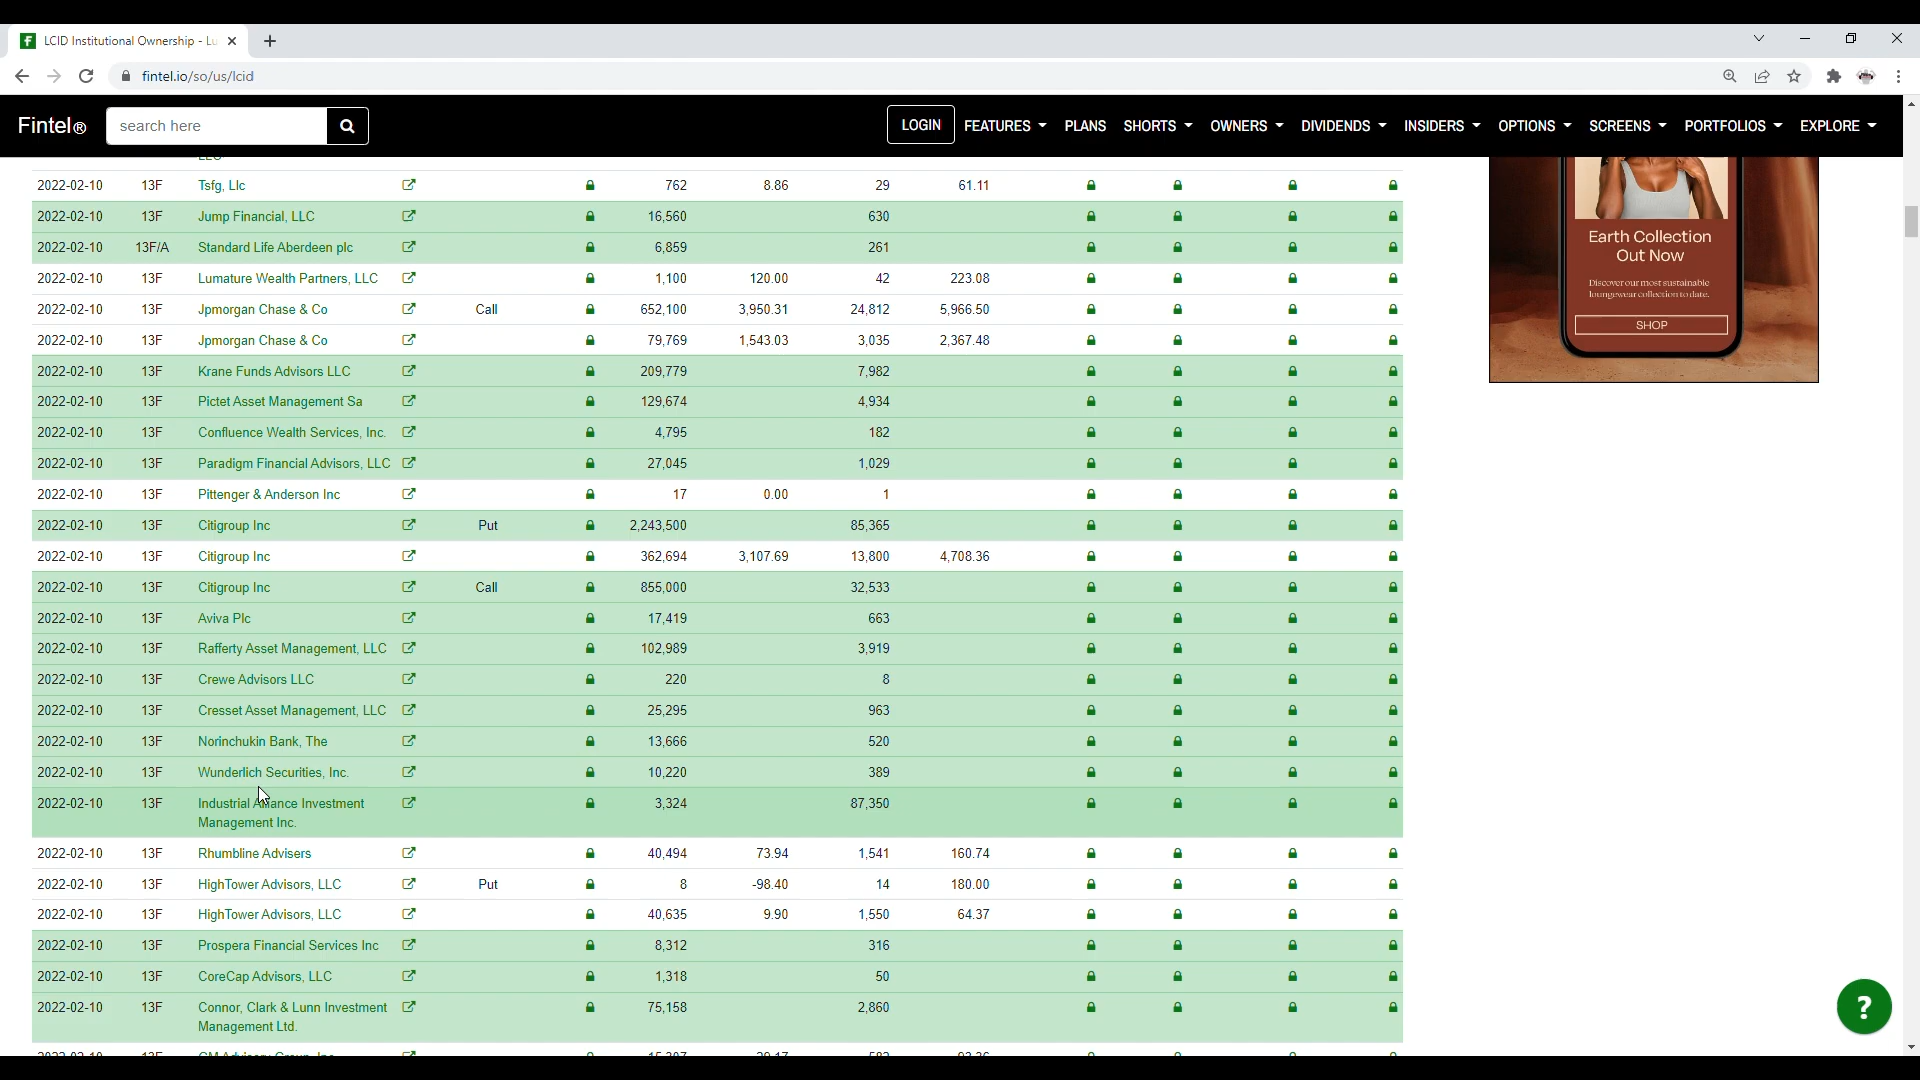 LCID Institutional Ownership - Lu
fintel.io/so/us/lcid
Fintel® search here LOGIN FEATURES PLANS SHORTS OWNERS DIVIDENDS INSIDERS OPTIONS SCREENS PORTFOLIOS EXPLORE
LLC
2022-02-10 13F Tsfg, Llc 762 8.86 29 61.11
2022-02-10 13F Jump Financial, LLC 16,560 630
2022-02-10 13F/A Standard Life Aberdeen plc 6,859 261
2022-02-10 13F Lumature Wealth Partners, LLC 1,100 120.00 42 223.08
2022-02-10 13F Jpmorgan Chase & Co Call 652,100 3,950.31 24,812 5,966.50
2022-02-10 13F Jpmorgan Chase & Co 79,769 1,543.03 3,035 2,367.48
2022-02-10 13F Krane Funds Advisors LLC 209,779 7,982
2022-02-10 13F Pictet Asset Management Sa 129,674 4,934
2022-02-10 13F Confluence Wealth Services, Inc. 4,795 182
2022-02-10 13F Paradigm Financial Advisors, LLC 27,045 1,029
2022-02-10 13F Pittenger & Anderson Inc 17 0.00 1
2022-02-10 13F Citigroup Inc Put 2,243,500 85,365
2022-02-10 13F Citigroup Inc 362,694 3,107.69 13,800 4,708.36
2022-02-10 13F Citigroup Inc Call 855,000 32,533
2022-02-10 13F Aviva Plc 17,419 663
2022-02-10 13F Rafferty Asset Management, LLC 102,989 3,919
2022-02-10 13F Crewe Advisors LLC 220 8
2022-02-10 13F Cresset Asset Management, LLC 25,295 963
2022-02-10 13F Norinchukin Bank, The 13,666 520
2022-02-10 13F Wunderlich Securities, Inc. 10,220 389
2022-02-10 13F Industrial Alliance Investment 3,324 87,350
Management Inc.
2022-02-10 13F Rhumbline Advisers 40,494 73.94 1,541 160.74
2022-02-10 13F HighTower Advisors, LLC Put 8 -98.40 14 180.00
2022-02-10 13F HighTower Advisors, LLC 40,635 9.90 1,550 64.37
2022-02-10 13F Prospera Financial Services Inc 8,312 316
2022-02-10 13F CoreCap Advisors, LLC 1,318 50
2022-02-10 13F Connor, Clark & Lunn Investment 75,158 2,860
Management Ltd.
Earth Collection
Out Now
Discover our most sustainable
loungewear collection to date.
SHOP
?